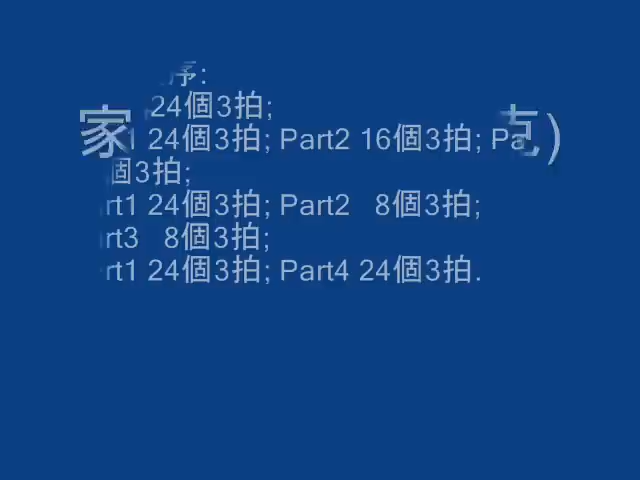 序:
24個3拍;
家 克)
1 24個3拍; Part2 16個3拍; Pa
個3拍;
rt1 24個3拍; Part2 8個3拍;
rt3 8個3拍;
rt1 24個3拍; Part4 24個3拍.